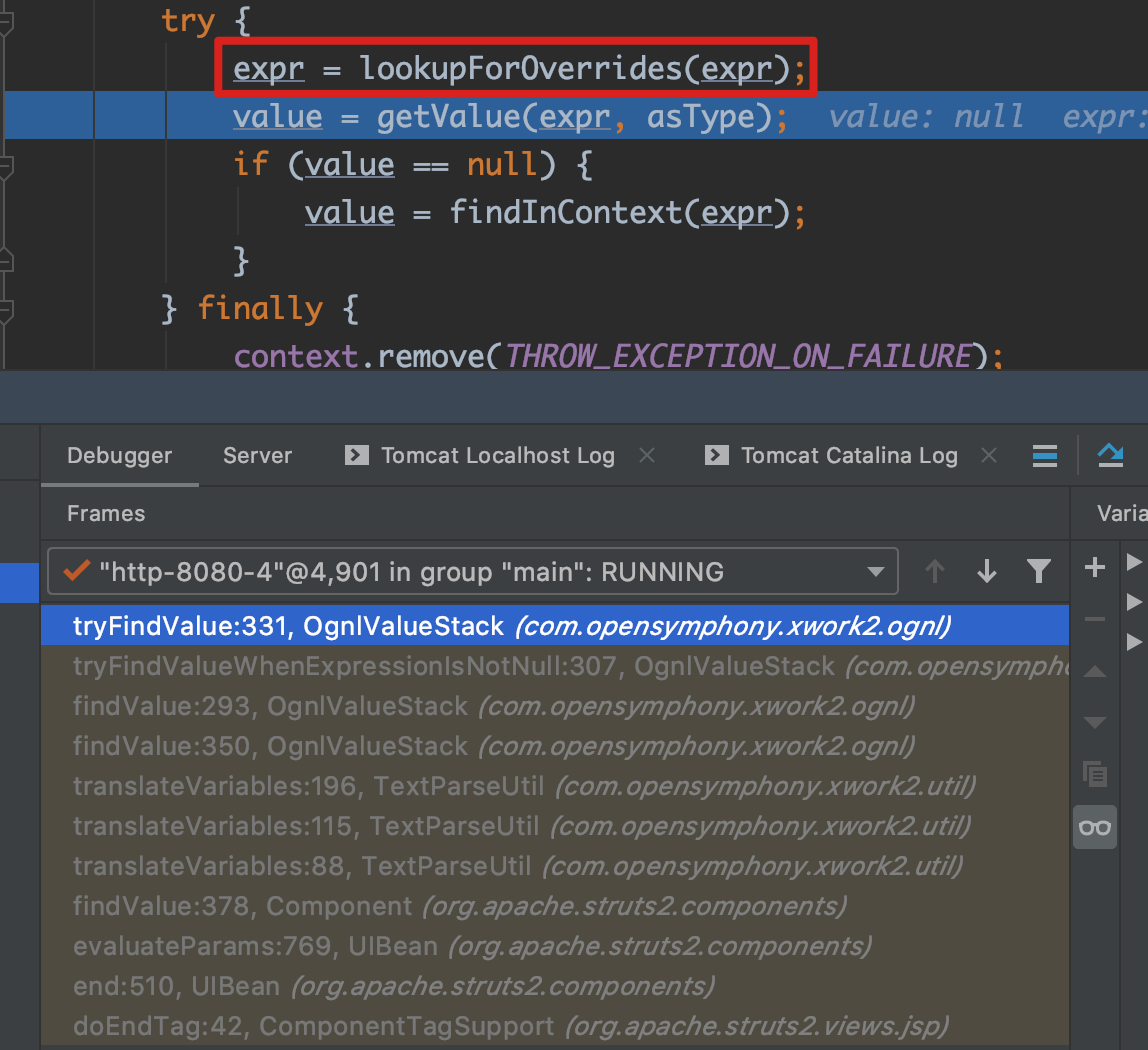 try {
expr = lookupForOverrides(expr);
value = getValue(expr, asType); value: null expr:
if (value == null) {
value = findInContext(expr);
}
} finally {
context.remove(THROW_EXCEPTION_ON_FAILURE);
Debugger Server Tomcat Localhost Log Tomcat Catalina Log
Frames Varia
"http-8080-4"@4,901 in group "main": RUNNING
tryFindValue:331, OgnlValueStack (com.opensymphony.xwork2.ognl)
tryFindValueWhenExpressionIsNotNull:307, OgnlValueStack (com.opensympho
findValue:293, OgnlValueStack (com.opensymphony.xwork2.ognl)
findValue:350, OgnlValueStack (com.opensymphony.xwork2.ognl)
translateVariables:196, TextParseUtil (com.opensymphony.xwork2.util)
translateVariables:115, TextParseUtil (com.opensymphony.xwork2.util)
translateVariables:88, TextParseUtil (com.opensymphony.xwork2.util)
findValue:378, Component (org.apache.struts2.components)
evaluateParams:769, UIBean (org.apache.struts2.components)
end:510, UIBean (org.apache.struts2.components)
doEndTag:42, ComponentTagSupport (org.apache.struts2.views.jsp)